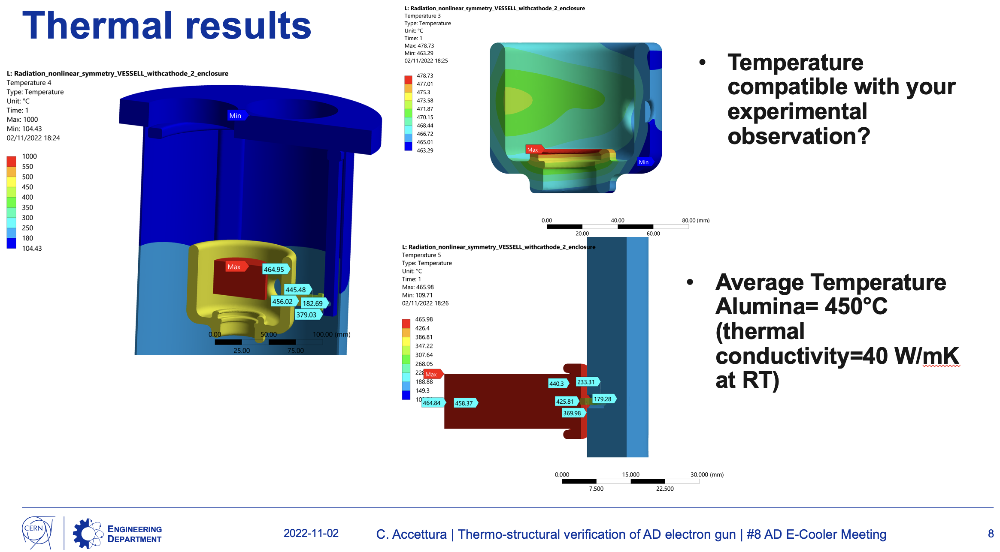 Thermal results
L: Radiation_nonlinear_symmetry_VESSELL_withcathode_2_enclosure
Temperature 4
Type: Temperature
Unit: °C
Time: 1
Max: 1000
Min: 104.43
02/11/2022 18:24
1000
550
500
450
400
350
300
250
180
104.43
Min
Max
464.95
445.48
456.02
182.69
379.03
0.00 50.00 100.00 (mm)
25.00 75.00
L: Radiation_nonlinear_symmetry_VESSELL_withcathode_2_enclosure
Temperature 3
Type: Temperature
Unit: °C
Time: 1
Max: 478.73
Min: 463.29
02/11/2022 18:25
478.73
477.01
475.3
473.58
471.87
470.15
468.44
466.72
465.01
463.29
Max
Min
0.00 40.00 80.00 (mm)
20.00 60.00
L: Radiation_nonlinear_symmetry_VESSELL_withcathode_2_enclosure
Temperature 5
Type: Temperature
Unit: °C
Time: 1
Max: 465.98
Min: 109.71
02/11/2022 18:26
465.98
426.4
386.81
347.22
307.64
268.05
188.88
149.3
Max
440.3
233.31
464.84
458.37
425.81
179.28
369.98
0.000 15.000 30.000 (mm)
7.500 22.500
• Temperature
compatible with your
experimental
observation?
• Average Temperature
Alumina= 450°C
(thermal
conductivity=40 W/mK
at RT)
CERN
ENGINEERING
DEPARTMENT
2022-11-02
C. Accettura | Thermo-structural verification of AD electron gun | #8 AD E-Cooler Meeting
8